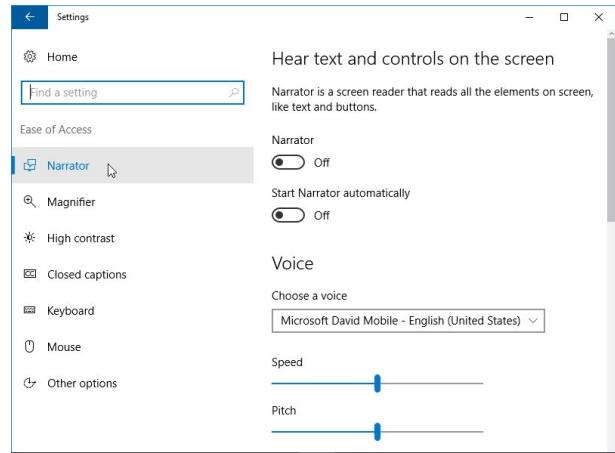 Settings
Home
Find a setting
Ease of Access
Narrator
Magnifier
High contrast
Closed captions
Keyboard
Mouse
Other options
Hear text and controls on the screen
Narrator is a screen reader that reads all the elements on screen,
like text and buttons.
Narrator
Off
Start Narrator automatically
Off
Voice
Choose a voice
Microsoft David Mobile - English (United States)
Speed
Pitch